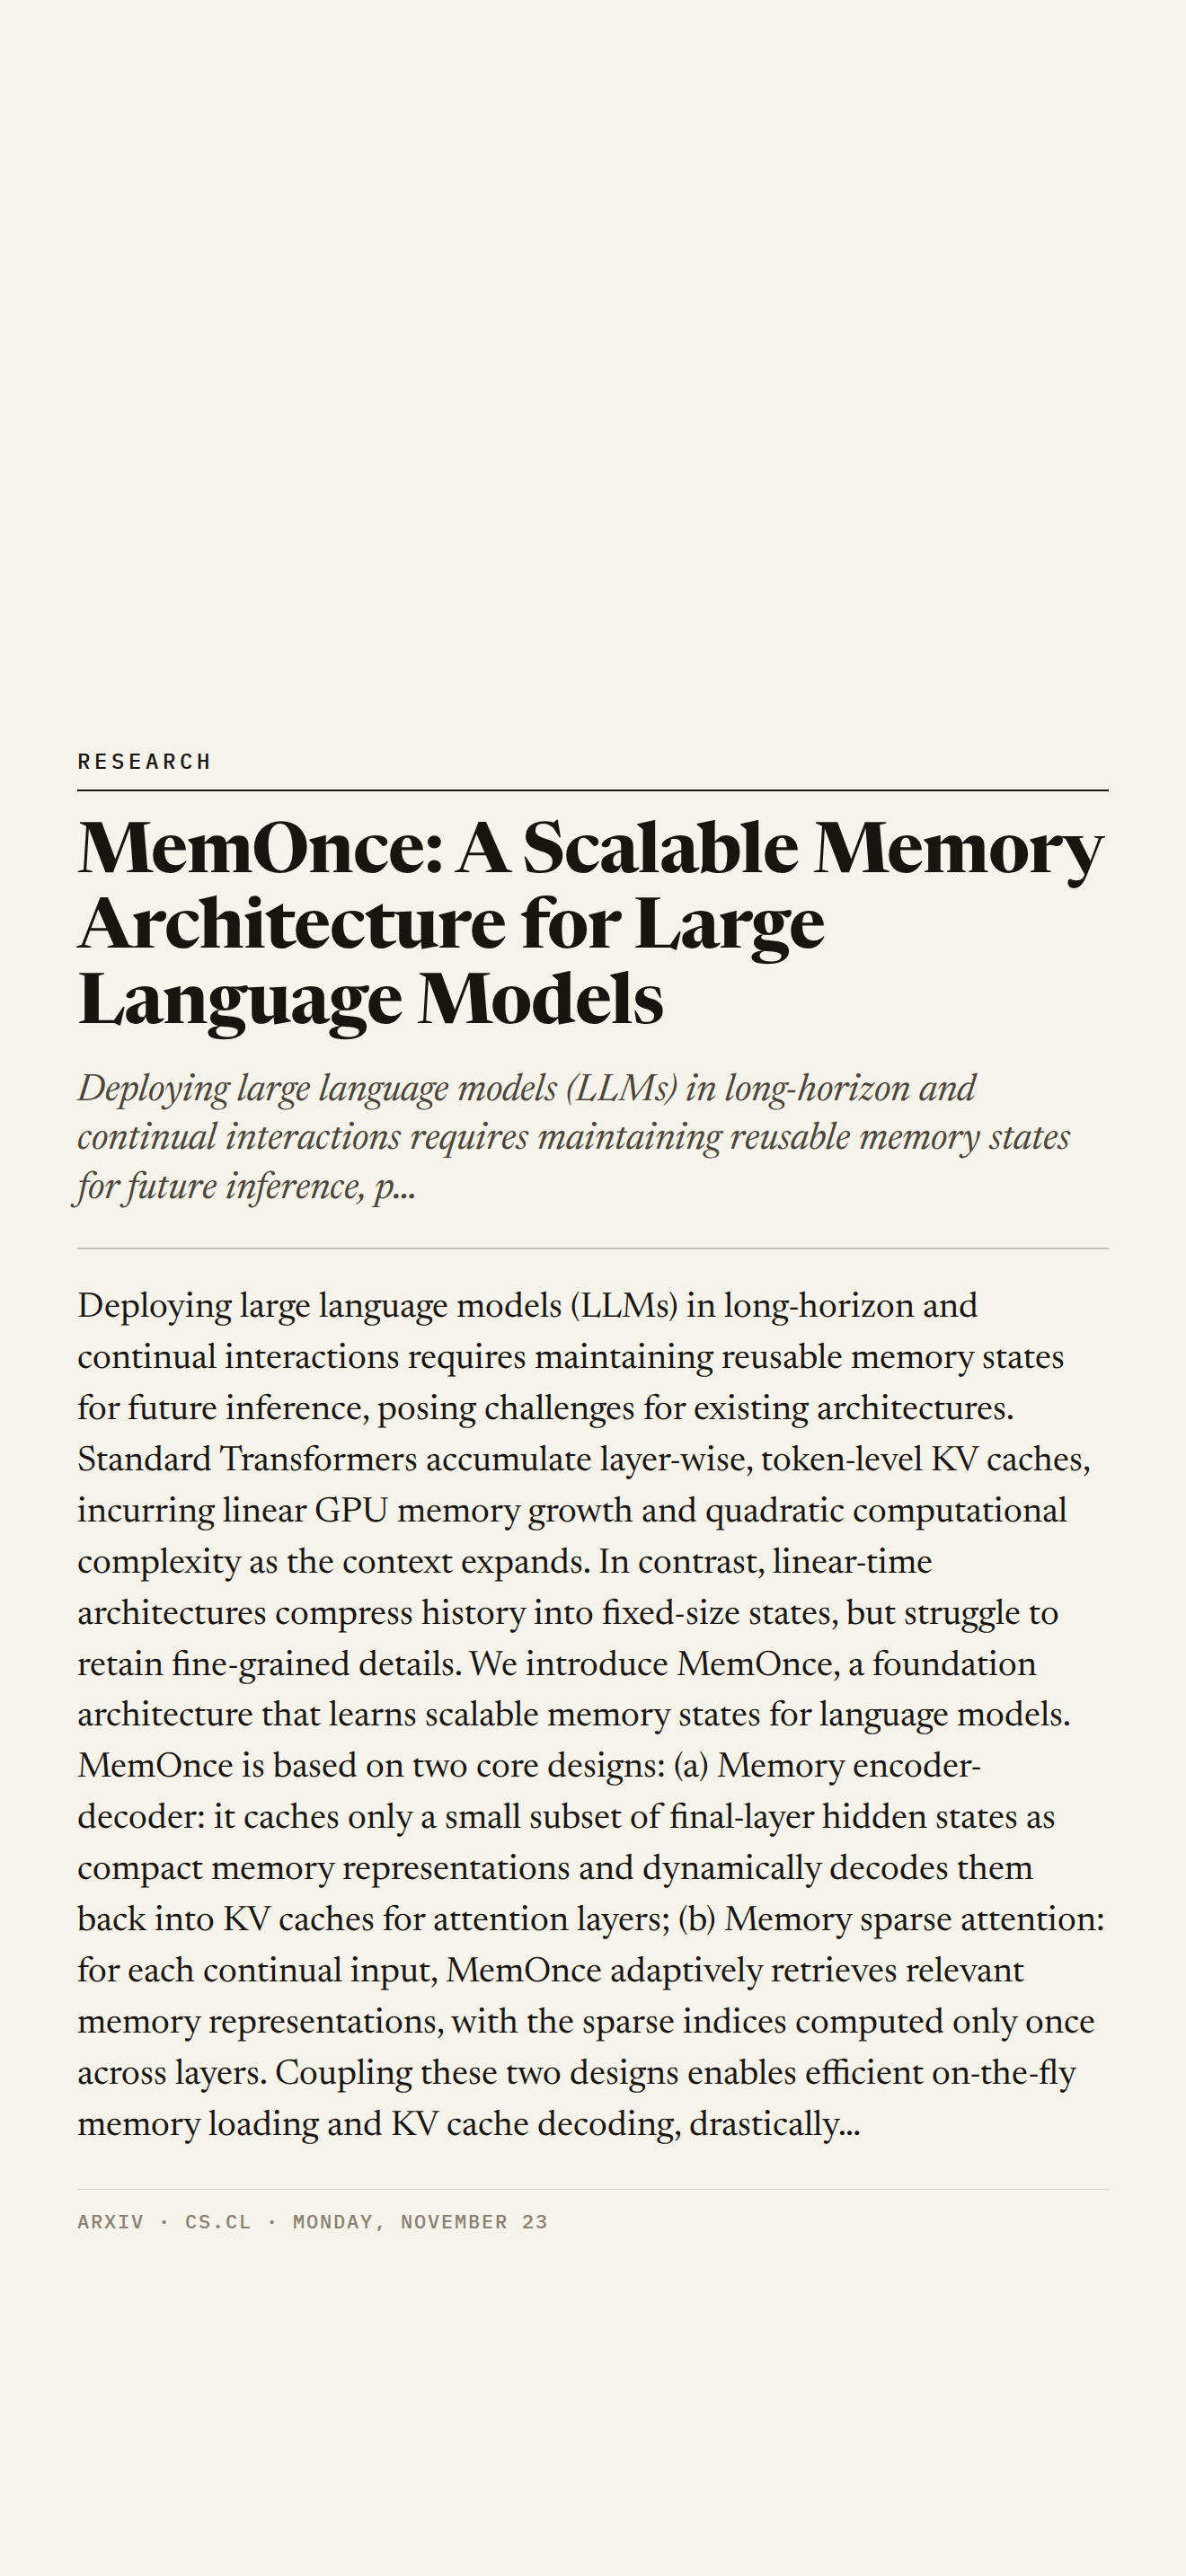 RESEARCH
MemOnce: A Scalable Memory
Architecture for Large
Language Models
Deploying large language models (LLMs) in long-horizon and
continual interactions requires maintaining reusable memory states
for future inference, p...
Deploying large language models (LLMs) in long-horizon and
continual interactions requires maintaining reusable memory states
for future inference, posing challenges for existing architectures.
Standard Transformers accumulate layer-wise, token-level KV caches,
incurring linear GPU memory growth and quadratic computational
complexity as the context expands. In contrast, linear-time
architectures compress history into fixed-size states, but struggle to
retain fine-grained details. We introduce MemOnce, a foundation
architecture that learns scalable memory states for language models.
MemOnce is based on two core designs: (a) Memory encoder-
decoder: it caches only a small subset of final-layer hidden states as
compact memory representations and dynamically decodes them
back into KV caches for attention layers; (b) Memory sparse attention:
for each continual input, MemOnce adaptively retrieves relevant
memory representations, with the sparse indices computed only once
across layers. Coupling these two designs enables efficient on-the-fly
memory loading and KV cache decoding, drastically...
ARXIV · CS.CL · MONDAY, NOVEMBER 23